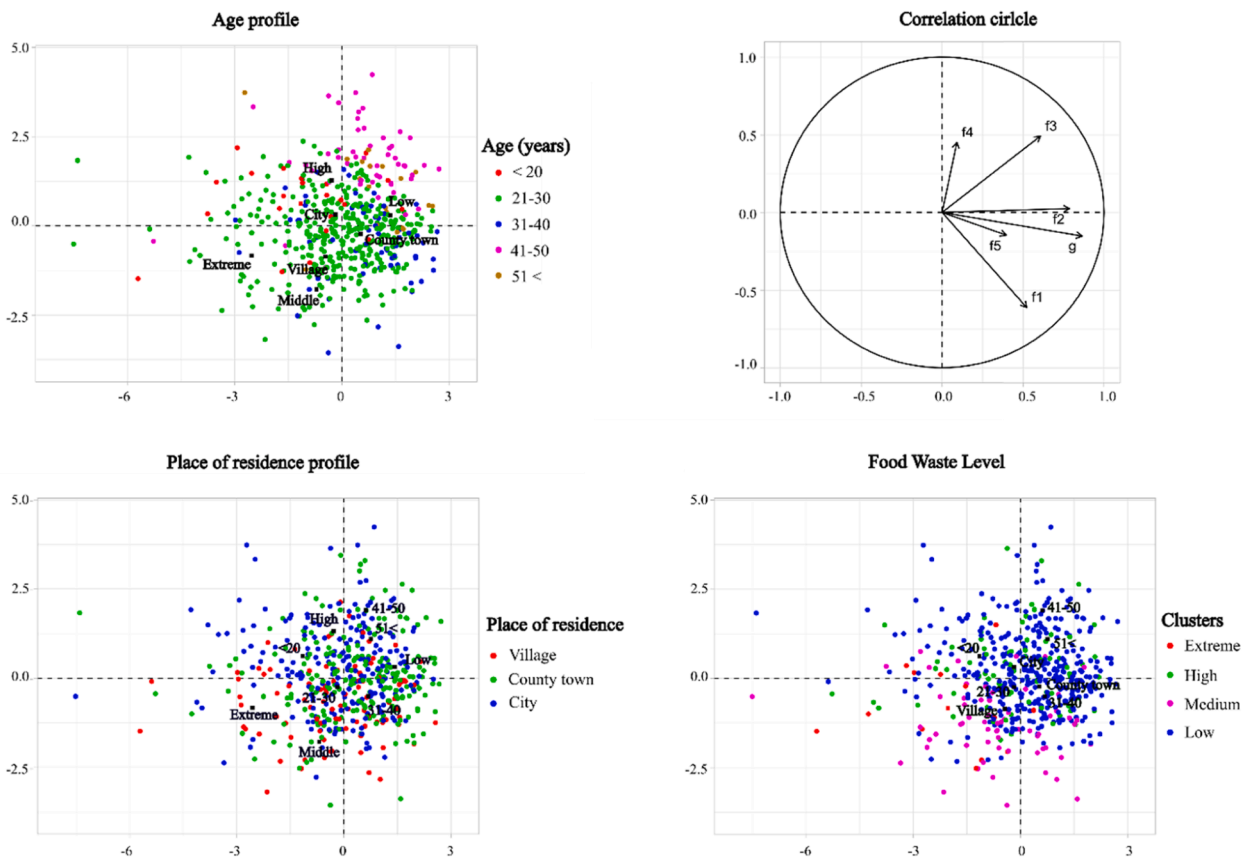 Age profile
5.0
2.5
0.0
-2.5
-6
-3
0
3
High
Low
City
County town
Extreme
Village
Middle
Age (years)
< 20
21-30
31-40
41-50
51 <
Correlation cirlcle
1.0
0.5
0.0
-0.5
-1.0
-1.0
0.0
0.5
1.0
f4
f3
f2
f5
g
f1
Place of residence profile
5.0
2.5
0.0
-2.5
-6
-3
0
3
41-50
High
51<
<20
Low
21-30
31-40
Extreme
Middle
Place of residence
Village
County town
City
Food Waste Level
5.0
2.5
0.0
-2.5
-6
-3
0
3
41-50
<20
51<
City
County town
21-30
31-40
Village
Clusters
Extreme
High
Medium
Low